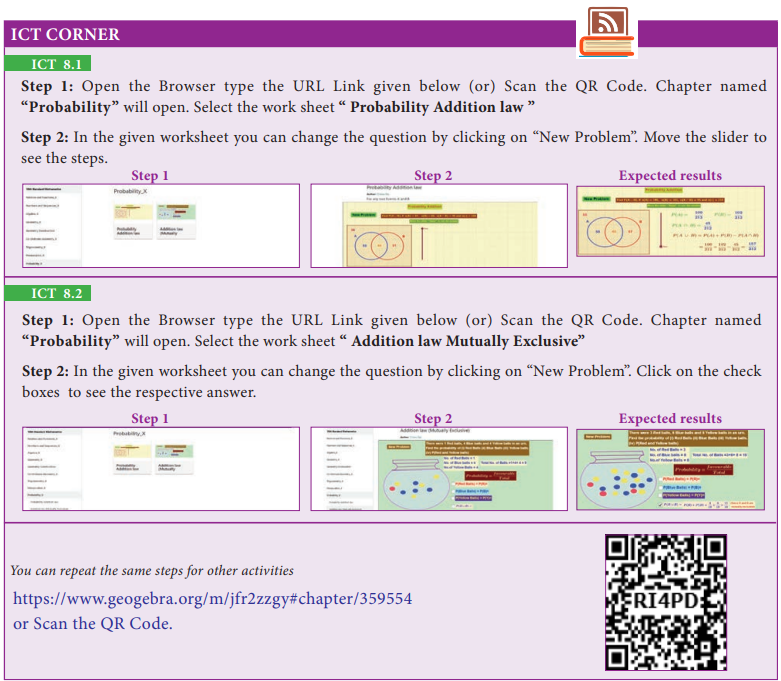 ICT CORNER
ICT 8.1
Step 1: Open the Browser type the URL Link given below (or) Scan the QR Code. Chapter named
“Probability” will open. Select the work sheet “ Probability Addition law ”
Step 2: In the given worksheet you can change the question by clicking on “New Problem”. Move the slider to
see the steps.
Step 1 Step 2 Expected results
Probability_X
Probability Addition law
Addition law (Mutually
Probability Addition law
New Problem
New Problem
ICT 8.2
Step 1: Open the Browser type the URL Link given below (or) Scan the QR Code. Chapter named
“Probability” will open. Select the work sheet “ Addition law Mutually Exclusive”
Step 2: In the given worksheet you can change the question by clicking on “New Problem”. Click on the check
boxes to see the respective answer.
Step 1 Step 2 Expected results
Probability_X
Addition law (Mutually Exclusive)
New Problem
New Problem
You can repeat the same steps for other activities
https://www.geogebra.org/m/jfr2zzgy#chapter/359554
or Scan the QR Code.
RI4PD